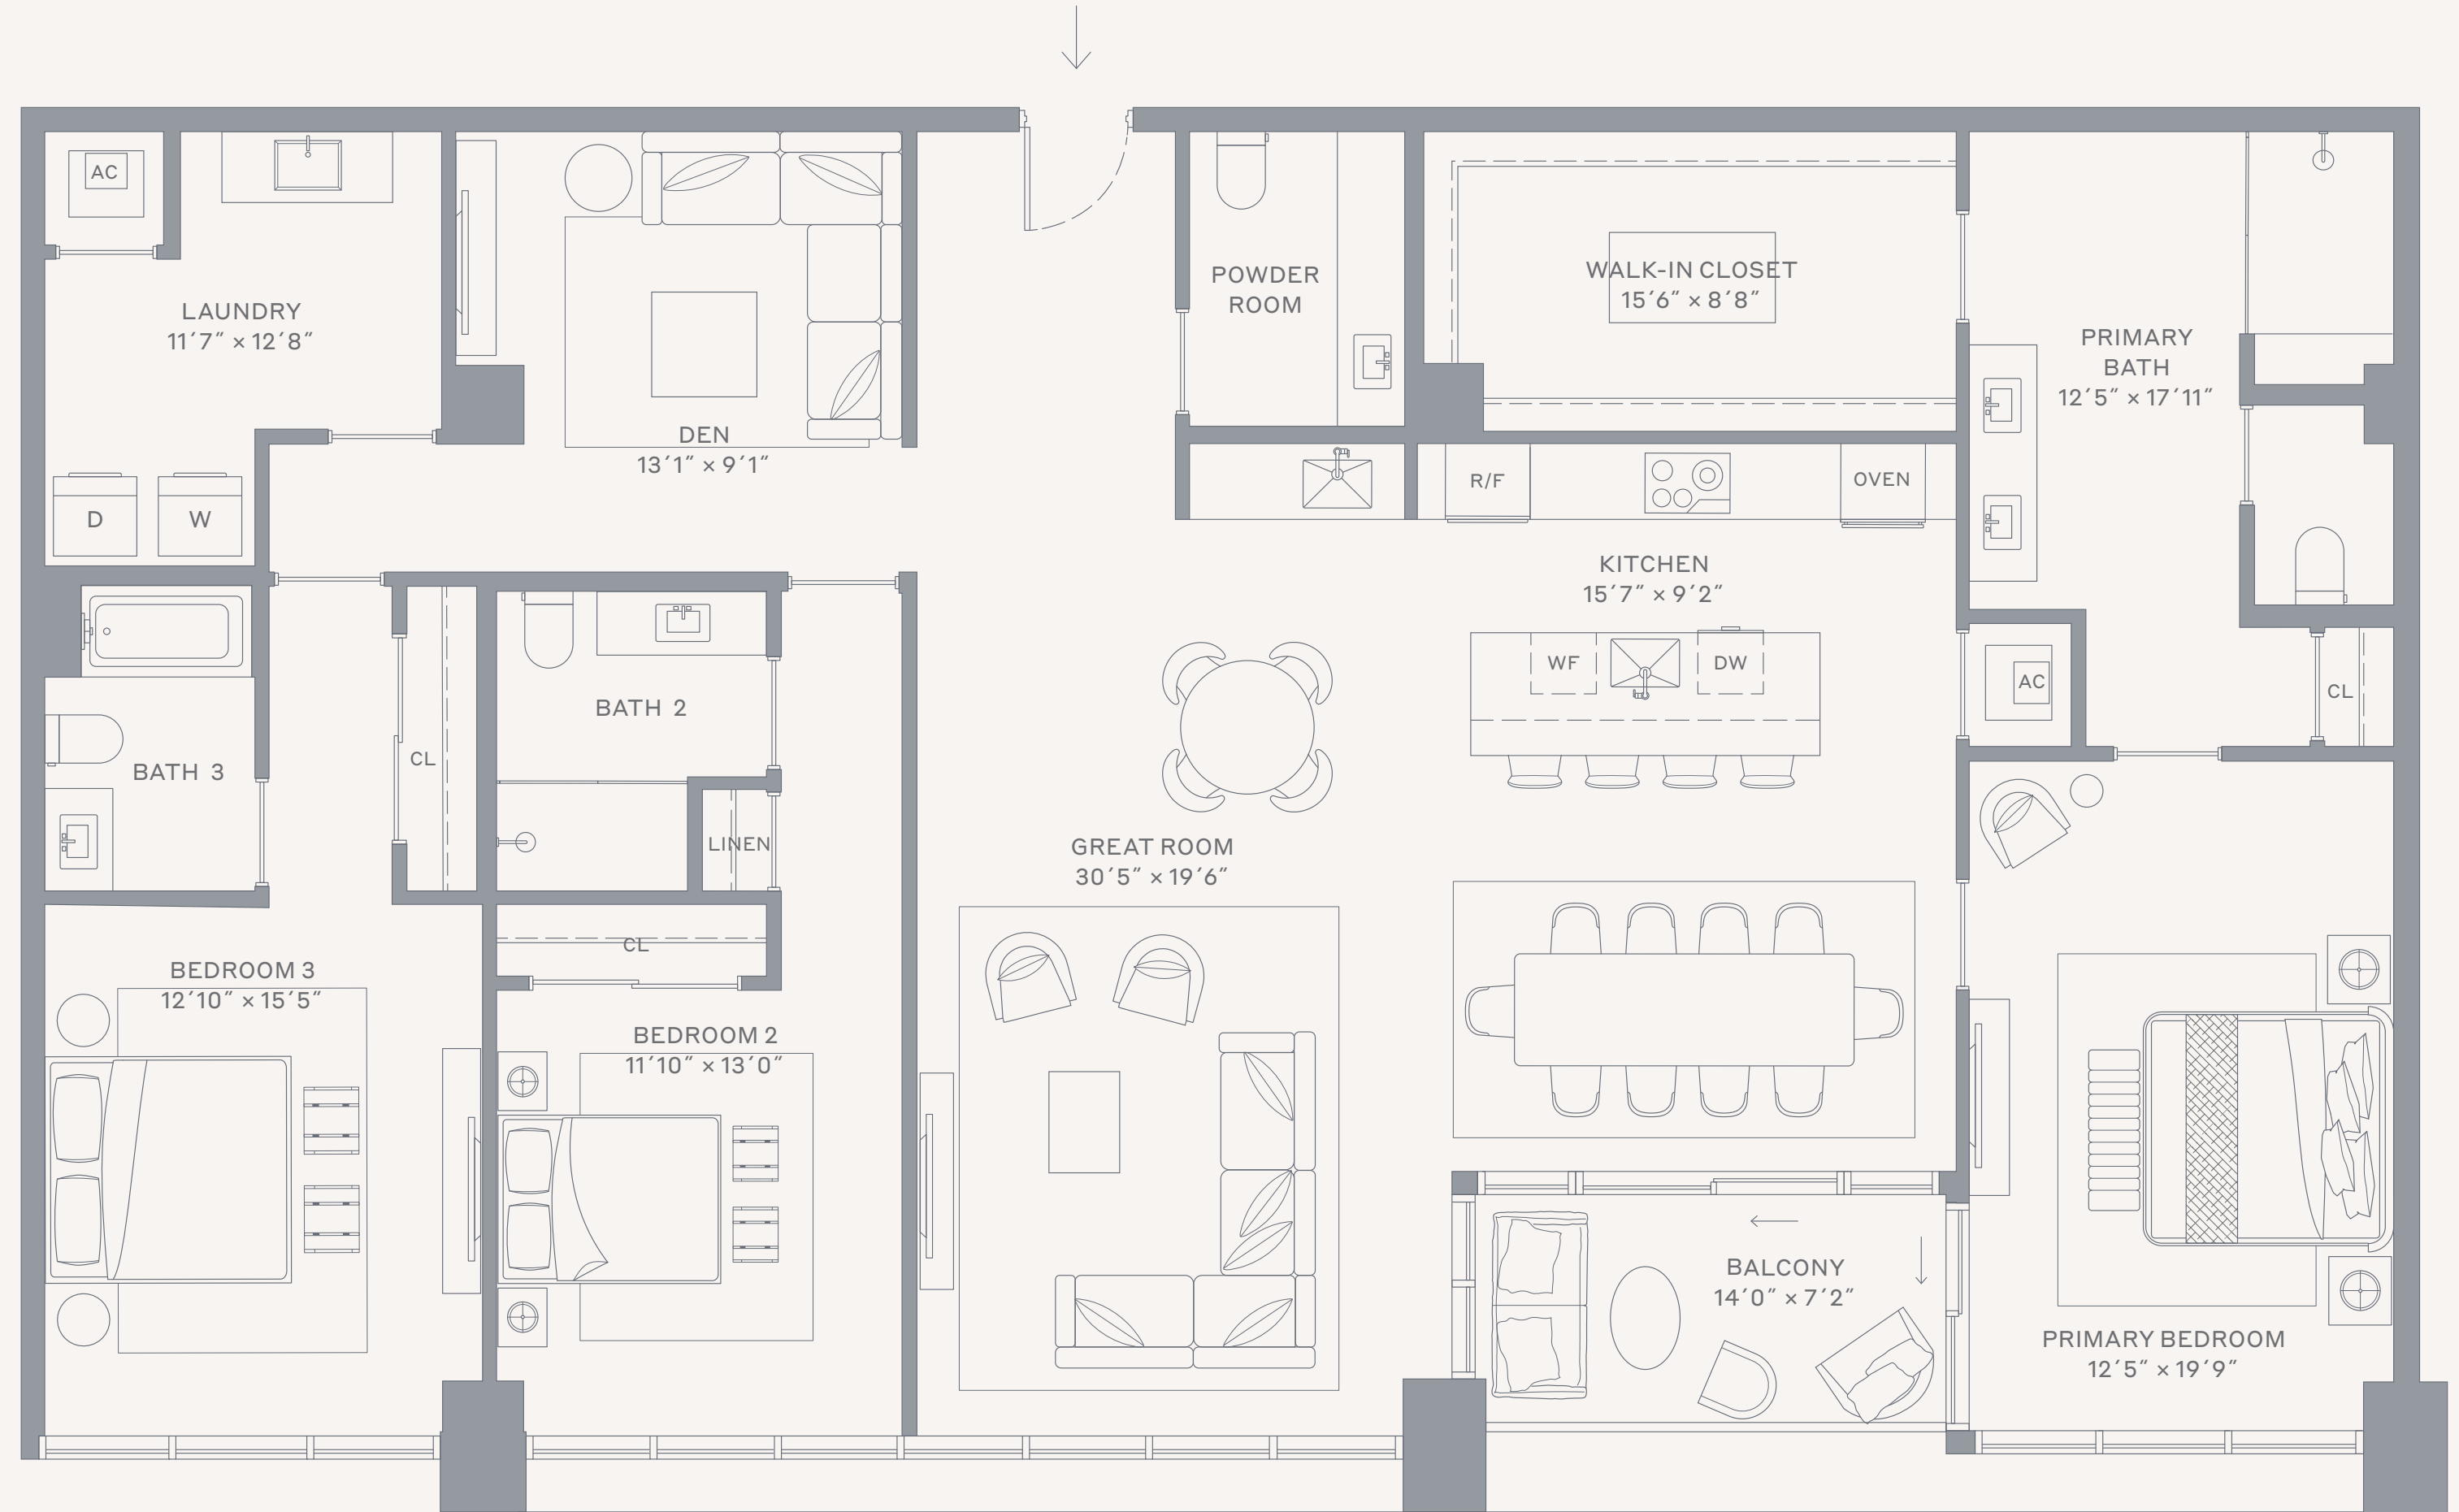 AC
LAUNDRY
11′7″ × 12′8″
D
W
DEN
13′1″ × 9′1″
POWDER
ROOM
WALK-IN CLOSET
15′6″ × 8′8″
PRIMARY
BATH
12′5″ × 17′11″
R/F
OVEN
KITCHEN
15′7″ × 9′2″
WF
DW
AC
CL
BATH 3
CL
BATH 2
LINEN
CL
GREAT ROOM
30′5″ × 19′6″
BEDROOM 3
12′10″ × 15′5″
BEDROOM 2
11′10″ × 13′0″
BALCONY
14′0″ × 7′2″
PRIMARY BEDROOM
12′5″ × 19′9″